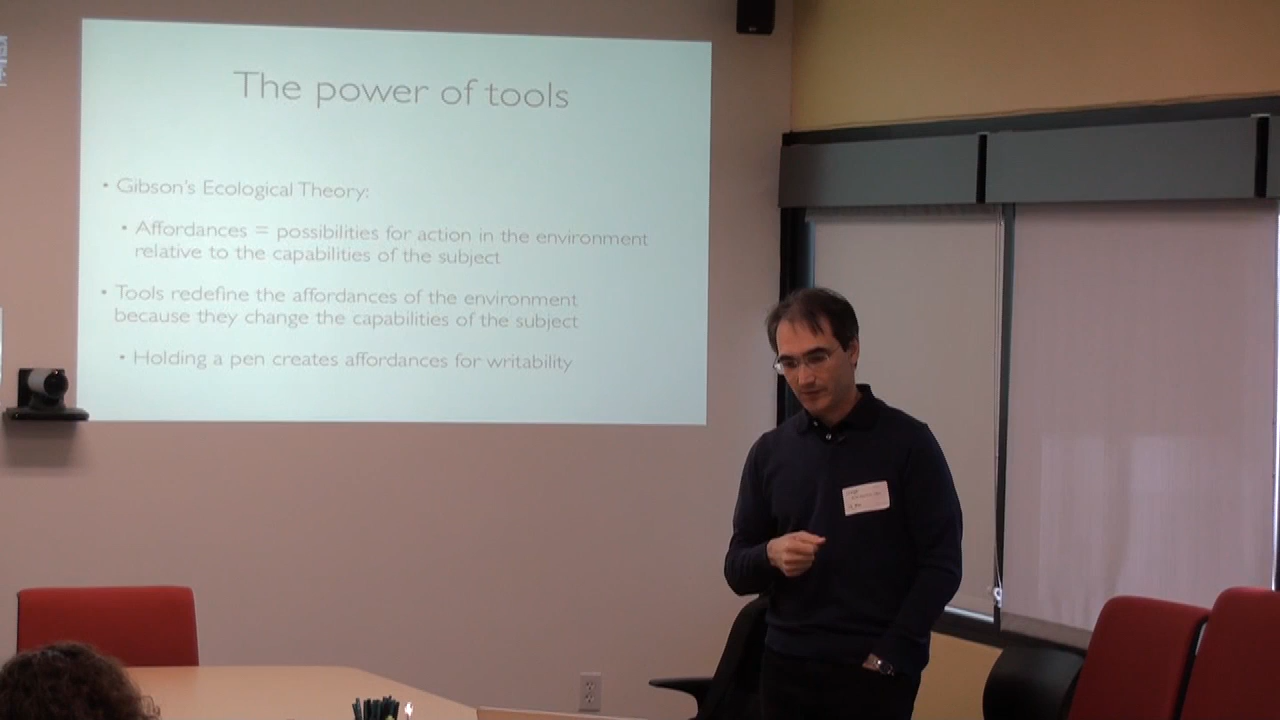 The power of tools
• Gibson's Ecological Theory:
• Affordances = possibilities for action in the environment
relative to the capabilities of the subject
• Tools redefine the affordances of the environment
because they change the capabilities of the subject
• Holding a pen creates affordances for writability